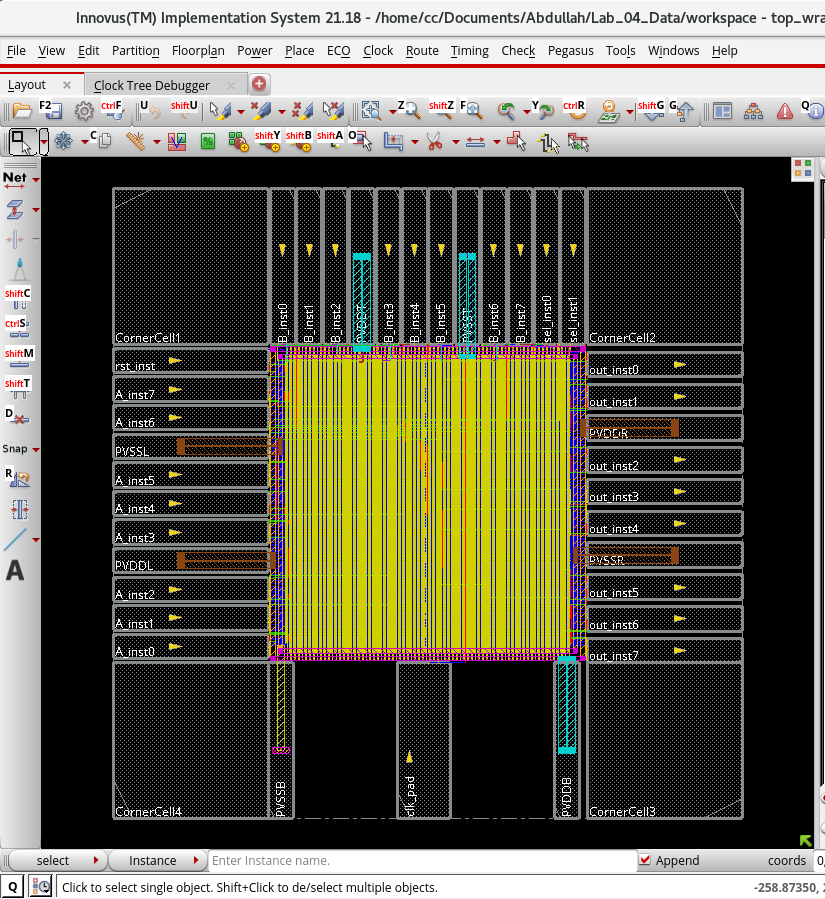 Innovus(TM) Implementation System 21.18 - /home/cc/Documents/Abdullah/Lab_04_Data/workspace - top_wra
File View Edit Partition Floorplan Power Place ECO Clock Route Timing Check Pegasus Tools Windows Help
Layout × Clock Tree Debugger ×
F2 CtrlF U ShiftU Z ShiftZ F Y CtrlR ShiftG G Q
C ShiftY ShiftB ShiftA O
Net
ShiftC
CtrlS
ShiftM
ShiftT
D
Snap
R
A
CornerCell1
B_inst0
B_inst1
B_inst2
PVDDT
B_inst3
B_inst4
B_inst5
PVSST
B_inst6
B_inst7
sel_inst0
sel_inst1
CornerCell2
rst_inst
A_inst7
A_inst6
PVSSL
A_inst5
A_inst4
A_inst3
PVDDL
A_inst2
A_inst1
A_inst0
out_inst0
out_inst1
PVDDR
out_inst2
out_inst3
out_inst4
PVSSR
out_inst5
out_inst6
out_inst7
CornerCell4
PVSSB
clk_pad
PVDDB
CornerCell3
select Instance Enter Instance name. Append coords 0,
Q Click to select single object. Shift+Click to de/select multiple objects. -258.87350, 2